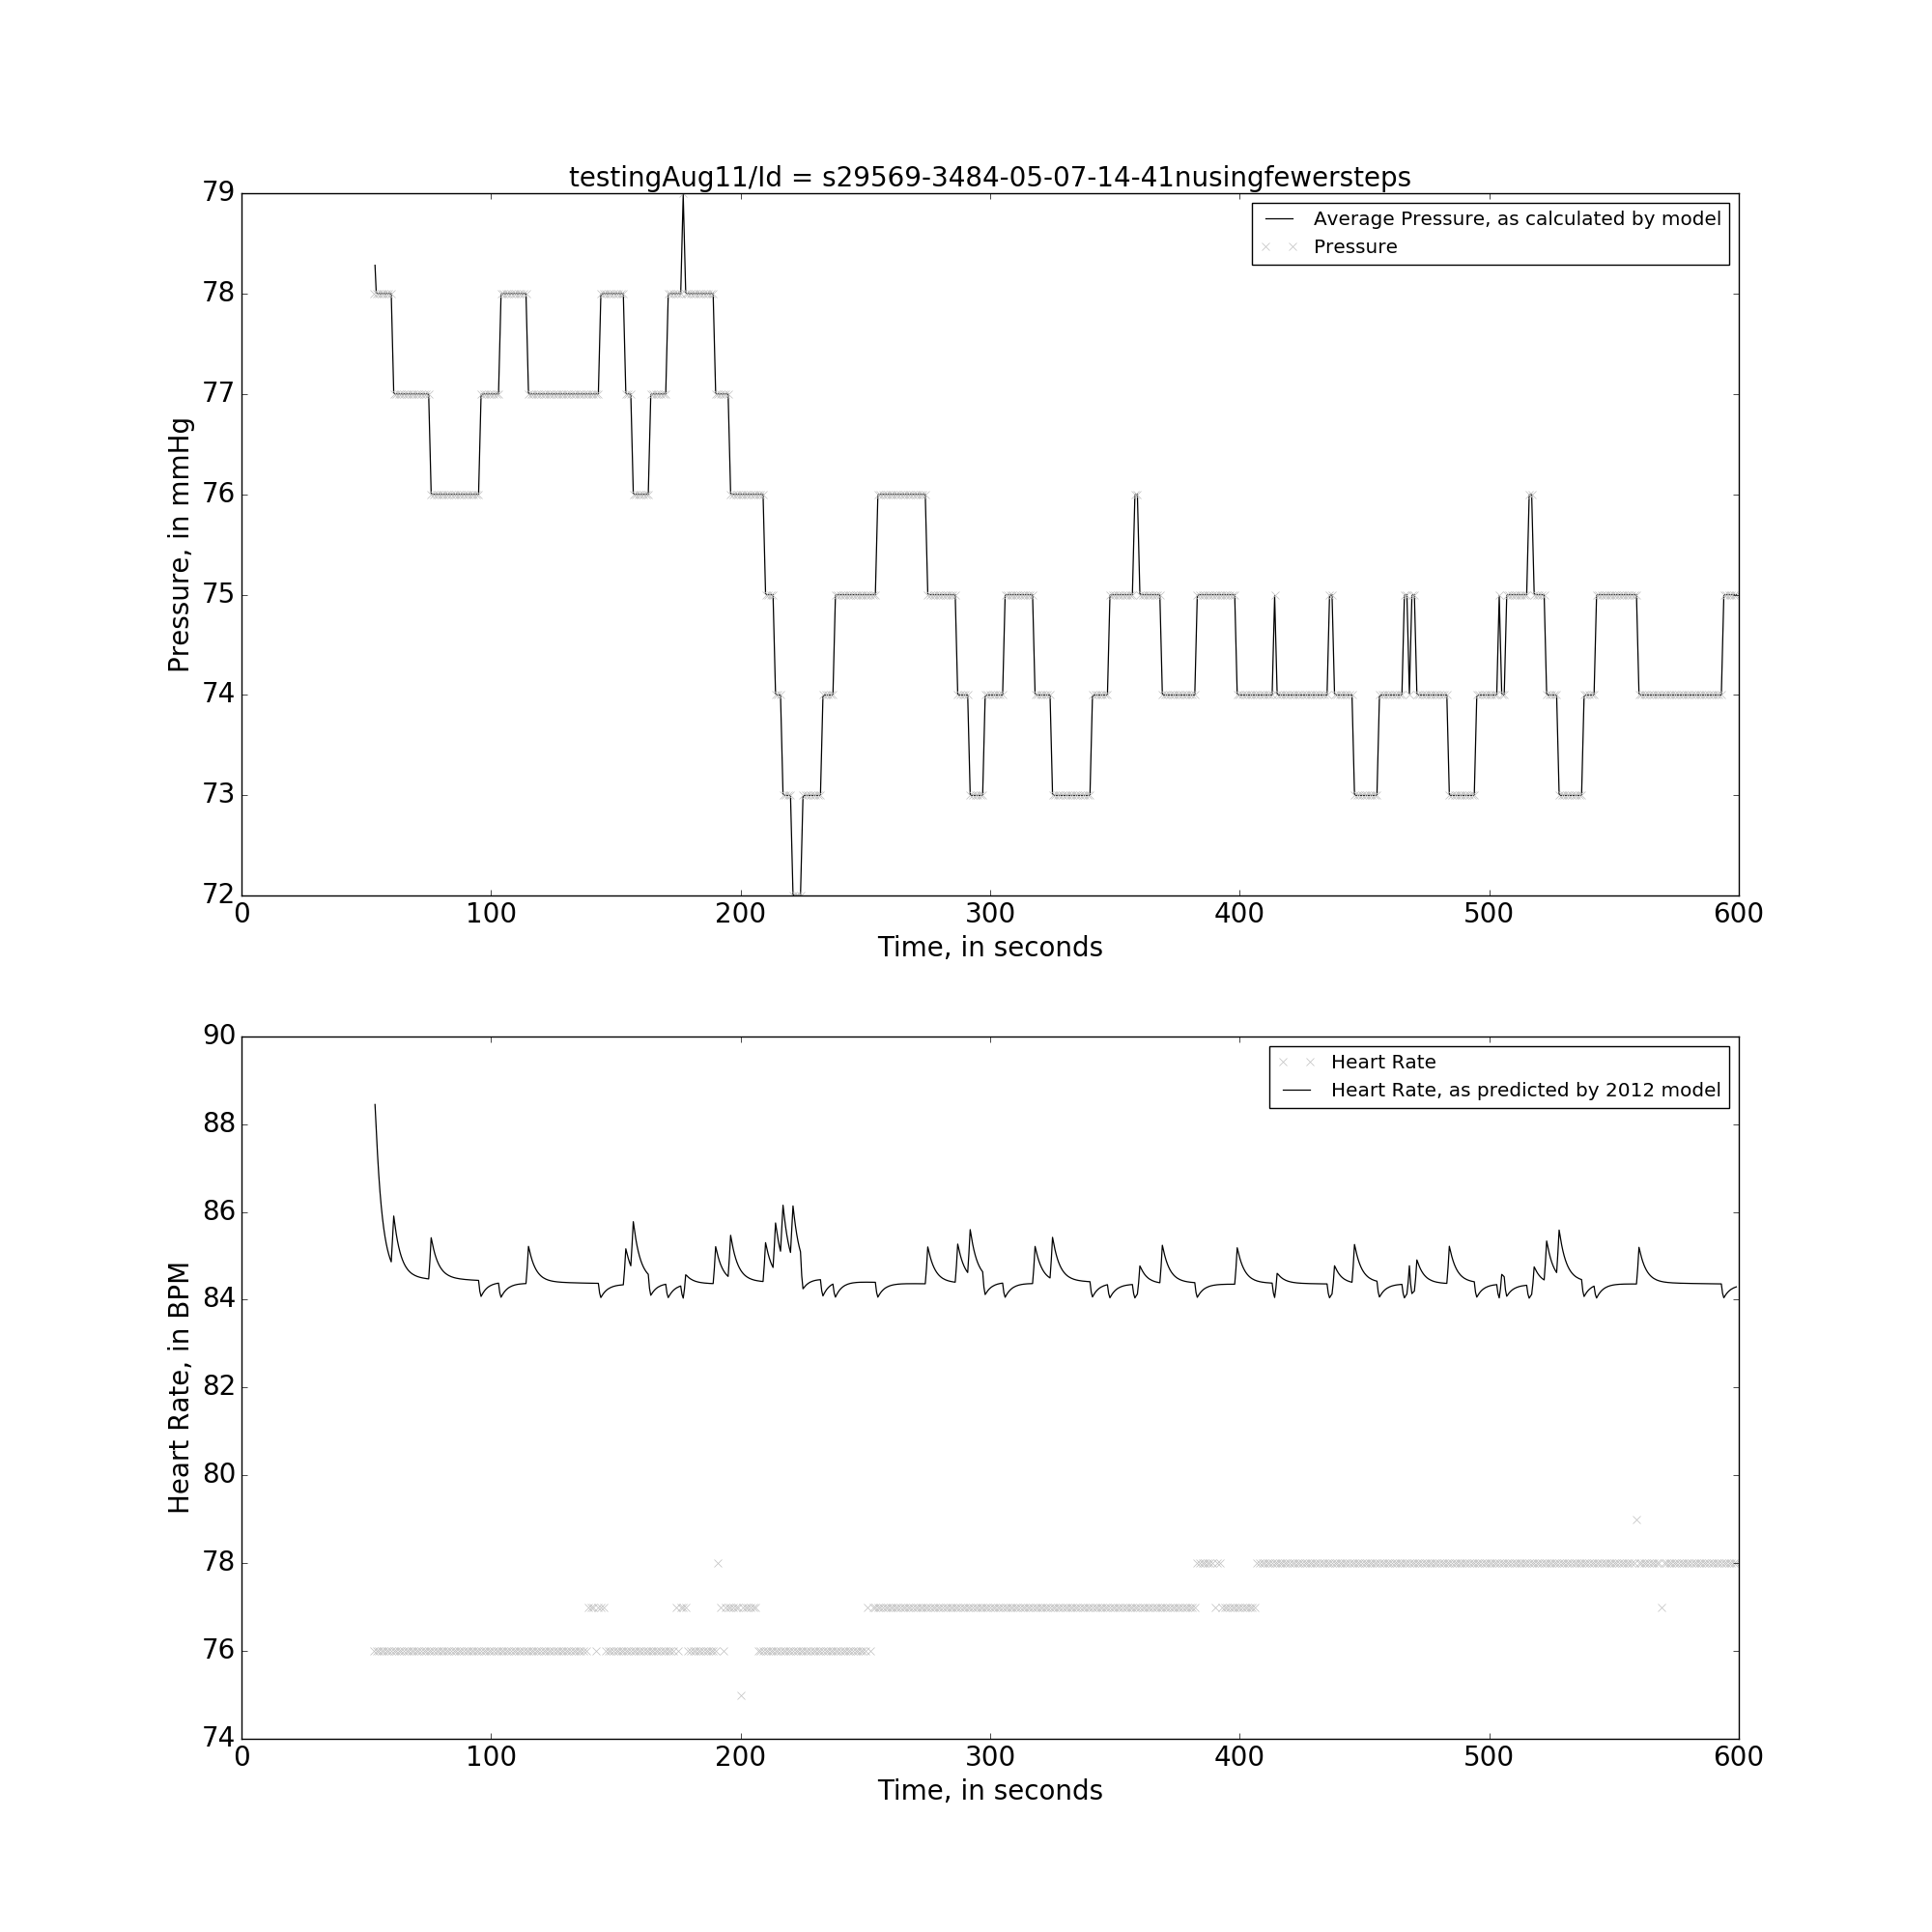 testingAug11/Id = s29569-3484-05-07-14-41nusingfewersteps
79
78
77
76
75
74
73
72
Pressure, in mmHg
Average Pressure, as calculated by model
Pressure
0 100 200 300 400 500 600
Time, in seconds
90
88
86
84
82
80
78
76
74
Heart Rate, in BPM
Heart Rate
Heart Rate, as predicted by 2012 model
0 100 200 300 400 500 600
Time, in seconds